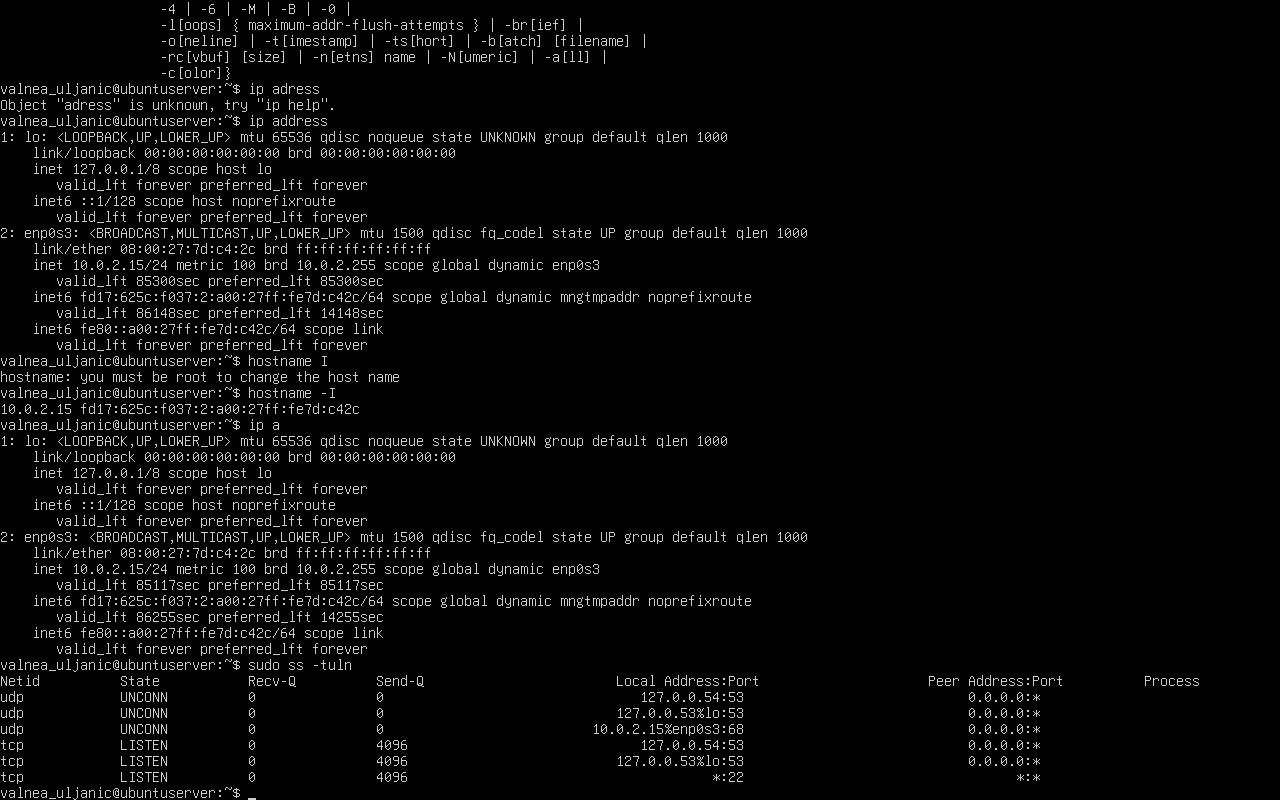 -4 | -6 | -M | -B | -0 |
-l[oops] { maximum-addr-flush-attempts } | -br[ief] |
-o[neline] | -t[imestamp] | -ts[hort] | -b[atch] [filename] |
-rc[vbuf] [size] | -n[etns] name | -N[umeric] | -a[ll] |
-c[olor]}
valnea_uljanic@ubuntuserver:~$ ip adress
Object "adress" is unknown, try "ip help".
valnea_uljanic@ubuntuserver:~$ ip address
1: lo: <LOOPBACK,UP,LOWER_UP> mtu 65536 qdisc noqueue state UNKNOWN group default qlen 1000
link/loopback 00:00:00:00:00:00 brd 00:00:00:00:00:00
inet 127.0.0.1/8 scope host lo
valid_lft forever preferred_lft forever
inet6 ::1/128 scope host noprefixroute
valid_lft forever preferred_lft forever
2: enp0s3: <BROADCAST,MULTICAST,UP,LOWER_UP> mtu 1500 qdisc fq_codel state UP group default qlen 1000
link/ether 08:00:27:7d:c4:2c brd ff:ff:ff:ff:ff:ff
inet 10.0.2.15/24 metric 100 brd 10.0.2.255 scope global dynamic enp0s3
valid_lft 85300sec preferred_lft 85300sec
inet6 fd17:625c:f037:2:a00:27ff:fe7d:c42c/64 scope global dynamic mngtmpaddr noprefixroute
valid_lft 86148sec preferred_lft 14148sec
inet6 fe80::a00:27ff:fe7d:c42c/64 scope link
valid_lft forever preferred_lft forever
valnea_uljanic@ubuntuserver:~$ hostname I
hostname: you must be root to change the host name
valnea_uljanic@ubuntuserver:~$ hostname -I
10.0.2.15 fd17:625c:f037:2:a00:27ff:fe7d:c42c
valnea_uljanic@ubuntuserver:~$ ip a
1: lo: <LOOPBACK,UP,LOWER_UP> mtu 65536 qdisc noqueue state UNKNOWN group default qlen 1000
link/loopback 00:00:00:00:00:00 brd 00:00:00:00:00:00
inet 127.0.0.1/8 scope host lo
valid_lft forever preferred_lft forever
inet6 ::1/128 scope host noprefixroute
valid_lft forever preferred_lft forever
2: enp0s3: <BROADCAST,MULTICAST,UP,LOWER_UP> mtu 1500 qdisc fq_codel state UP group default qlen 1000
link/ether 08:00:27:7d:c4:2c brd ff:ff:ff:ff:ff:ff
inet 10.0.2.15/24 metric 100 brd 10.0.2.255 scope global dynamic enp0s3
valid_lft 85117sec preferred_lft 85117sec
inet6 fd17:625c:f037:2:a00:27ff:fe7d:c42c/64 scope global dynamic mngtmpaddr noprefixroute
valid_lft 86255sec preferred_lft 14255sec
inet6 fe80::a00:27ff:fe7d:c42c/64 scope link
valid_lft forever preferred_lft forever
valnea_uljanic@ubuntuserver:~$ sudo ss -tuln
Netid State Recv-Q Send-Q Local Address:Port Peer Address:Port Process
udp UNCONN 0 0 127.0.0.54:53 0.0.0.0:*
udp UNCONN 0 0 127.0.0.53%lo:53 0.0.0.0:*
udp UNCONN 0 0 10.0.2.15%enp0s3:68 0.0.0.0:*
tcp LISTEN 0 4096 127.0.0.54:53 0.0.0.0:*
tcp LISTEN 0 4096 127.0.0.53%lo:53 0.0.0.0:*
tcp LISTEN 0 4096 *:22 *:*
valnea_uljanic@ubuntuserver:~$ _